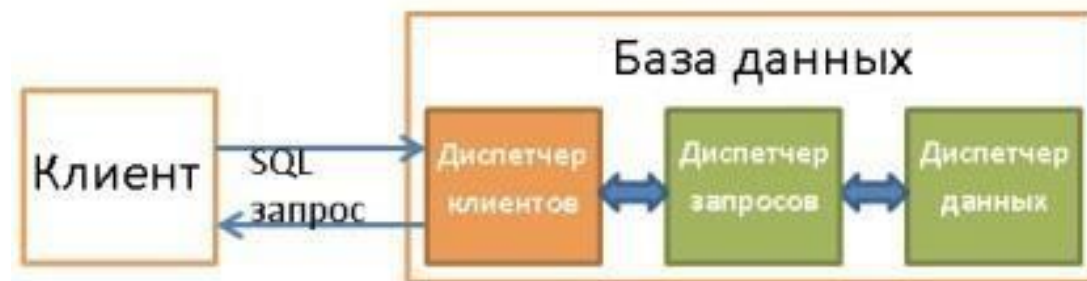 База данных
Клиент
SQL
запрос
Диспетчер
клиентов
Диспетчер
запросов
Диспетчер
данных